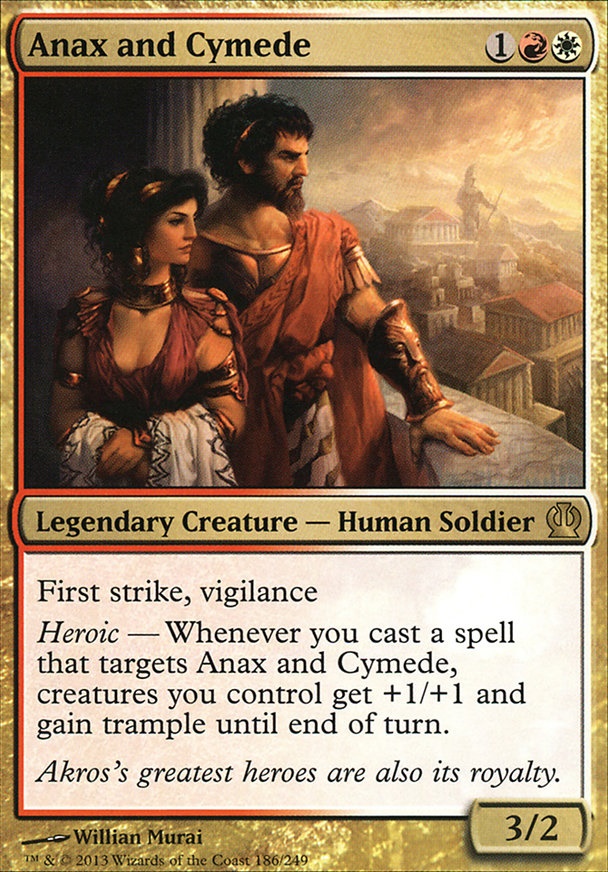 Anax and Cymede 1
Legendary Creature — Human Soldier
First strike, vigilance
Heroic — Whenever you cast a spell
that targets Anax and Cymede,
creatures you control get +1/+1 and
gain trample until end of turn.
Akros's greatest heroes are also its royalty.
3/2
Willian Murai
™ & © 2013 Wizards of the Coast 186/249